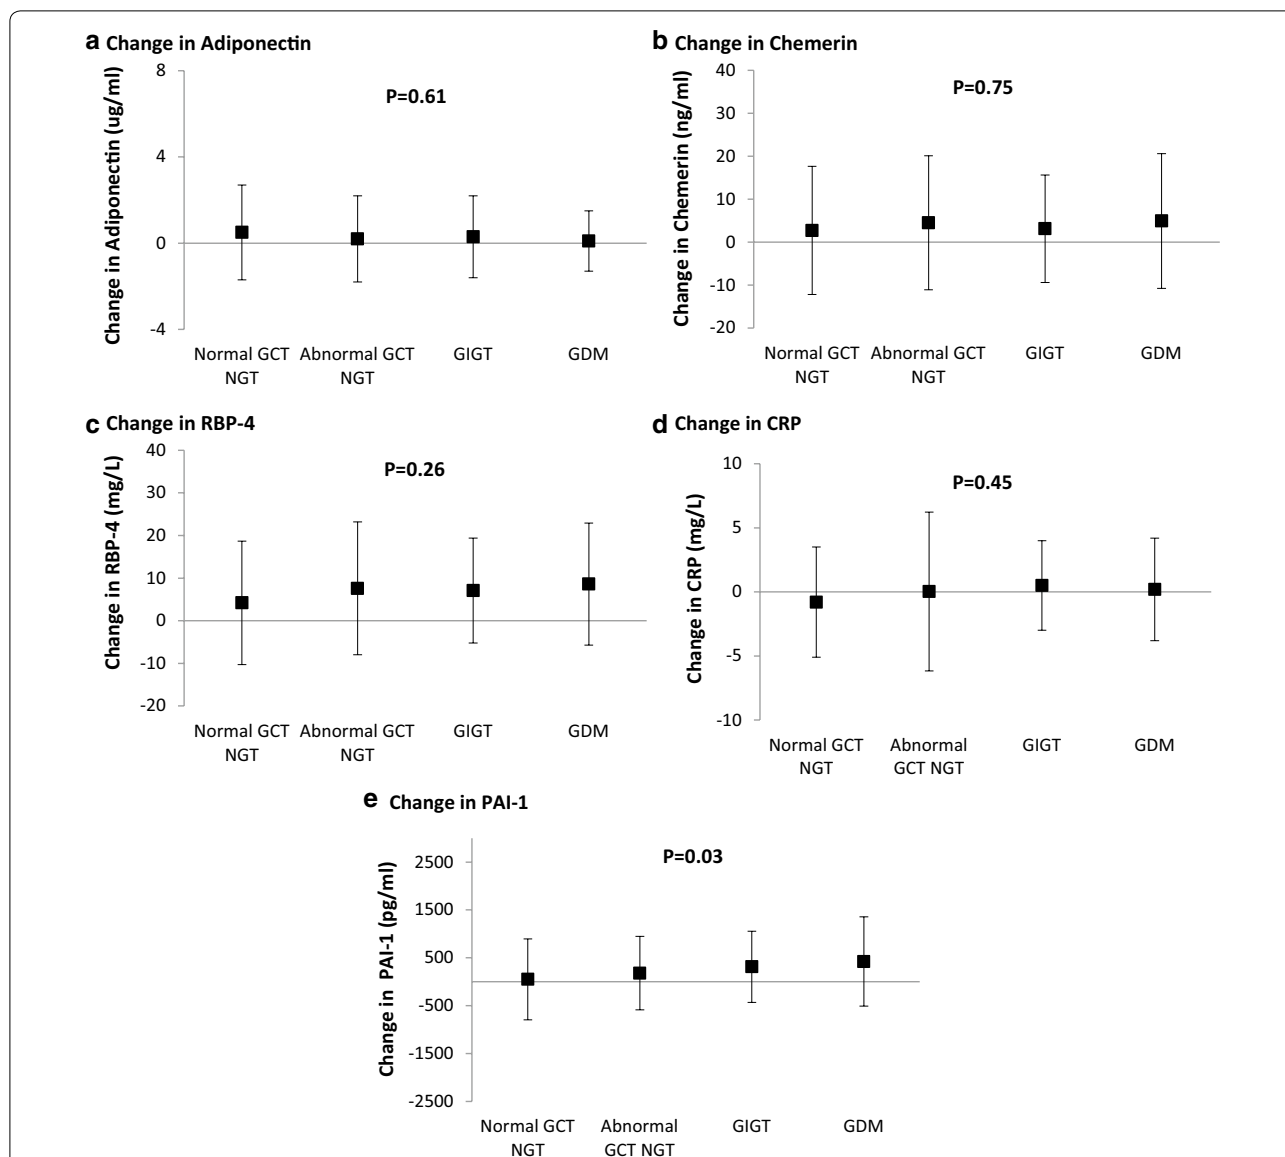 a Change in Adiponectin
Change in Adiponectin (ug/ml)
8
4
0
-4
P=0.61
Normal GCT
NGT
Abnormal GCT
NGT
GIGT
GDM
b Change in Chemerin
Change in Chemerin (ng/ml)
40
30
20
10
0
-10
-20
P=0.75
Normal GCT
NGT
Abnormal GCT
NGT
GIGT
GDM
c Change in RBP-4
Change in RBP-4 (mg/L)
40
30
20
10
0
-10
-20
P=0.26
Normal GCT
NGT
Abnormal GCT
NGT
GIGT
GDM
d Change in CRP
Change in CRP (mg/L)
10
5
0
-5
-10
P=0.45
Normal GCT
NGT
Abnormal
GCT NGT
GIGT
GDM
e Change in PAI-1
Change in PAI-1 (pg/ml)
2500
1500
500
-500
-1500
-2500
P=0.03
Normal GCT
NGT
Abnormal
GCT NGT
GIGT
GDM